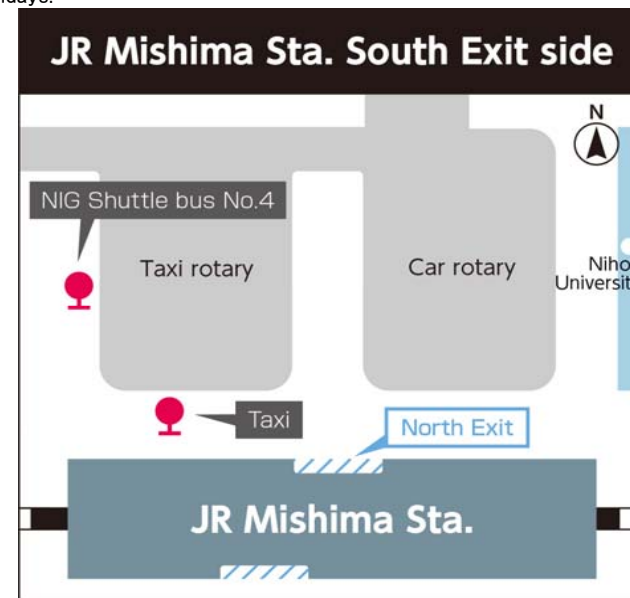 JR Mishima Sta. South Exit side
N
NIG Shuttle bus No.4
Taxi rotary
Car rotary
Taxi
North Exit
JR Mishima Sta.